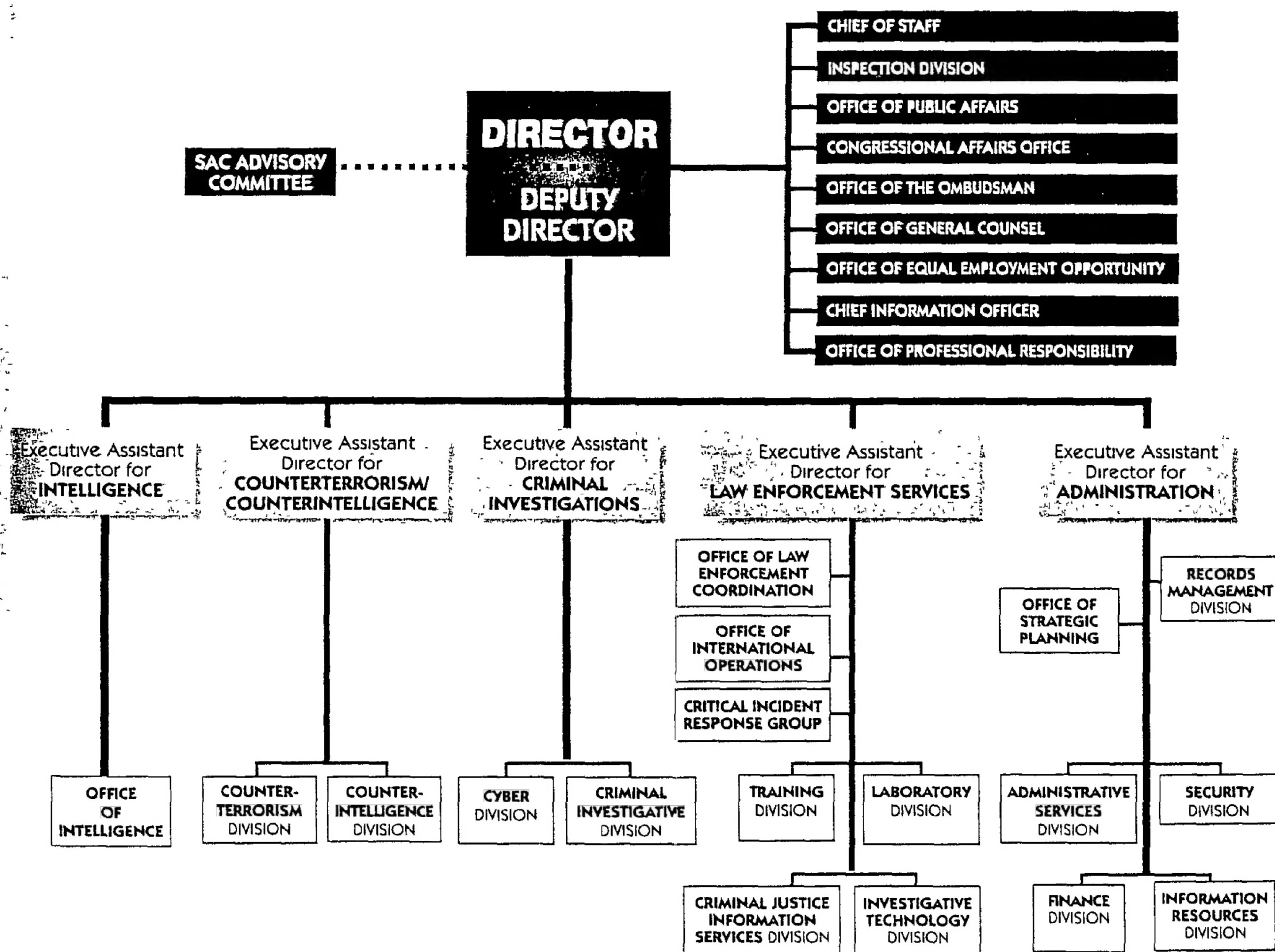 CHIEF OF STAFF
INSPECTION DIVISION
OFFICE OF PUBLIC AFFAIRS
CONGRESSIONAL AFFAIRS OFFICE
OFFICE OF THE OMBUDSMAN
OFFICE OF GENERAL COUNSEL
OFFICE OF EQUAL EMPLOYMENT OPPORTUNITY
CHIEF INFORMATION OFFICER
OFFICE OF PROFESSIONAL RESPONSIBILITY
DIRECTOR
DEPUTY
DIRECTOR
SAC ADVISORY
COMMITTEE
Executive Assistant
Director for
INTELLIGENCE
Executive Assistant
Director for
COUNTERTERRORISM/
COUNTERINTELLIGENCE
Executive Assistant
Director for
CRIMINAL
INVESTIGATIONS
Executive Assistant
Director for
LAW ENFORCEMENT SERVICES
Executive Assistant
Director for
ADMINISTRATION
OFFICE OF LAW
ENFORCEMENT
COORDINATION
OFFICE OF
INTERNATIONAL
OPERATIONS
CRITICAL INCIDENT
RESPONSE GROUP
RECORDS
MANAGEMENT
DIVISION
OFFICE OF
STRATEGIC
PLANNING
OFFICE
OF
INTELLIGENCE
COUNTER-
TERRORISM
DIVISION
COUNTER-
INTELLIGENCE
DIVISION
CYBER
DIVISION
CRIMINAL
INVESTIGATIVE
DIVISION
TRAINING
DIVISION
LABORATORY
DIVISION
ADMINISTRATIVE
SERVICES
DIVISION
SECURITY
DIVISION
CRIMINAL JUSTICE
INFORMATION
SERVICES DIVISION
INVESTIGATIVE
TECHNOLOGY
DIVISION
FINANCE
DIVISION
INFORMATION
RESOURCES
DIVISION